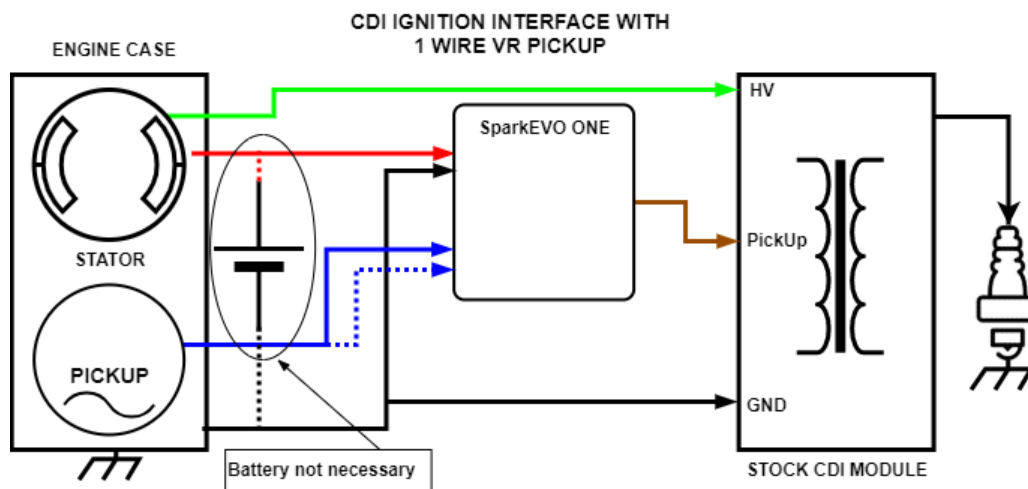 CDI IGNITION INTERFACE WITH
1 WIRE VR PICKUP
ENGINE CASE
HV
SparkEVO ONE
PickUp
STATOR
PICKUP
GND
Battery not necessary
STOCK CDI MODULE